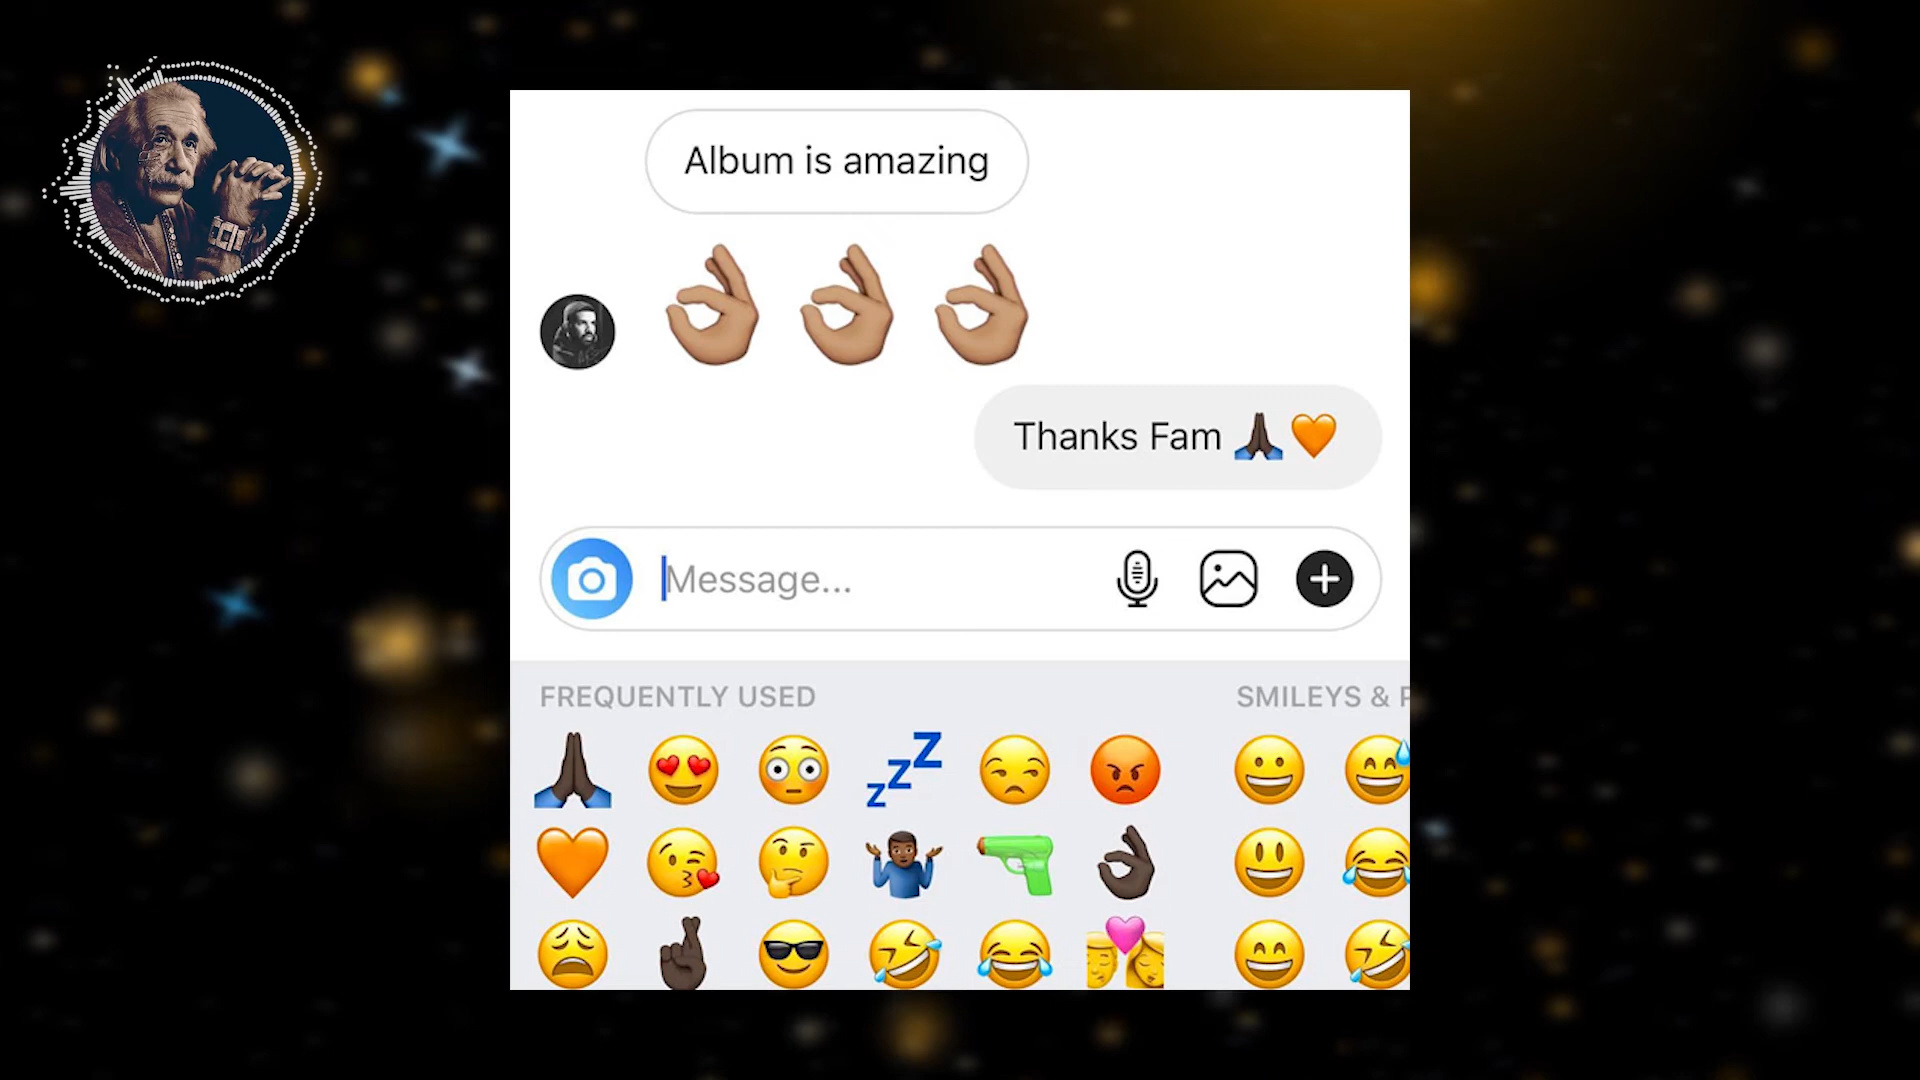 Album is amazing
👌🏽 👌🏽 👌🏽
Thanks Fam 🙏🏿🧡
Message...
FREQUENTLY USED
SMILEYS & P